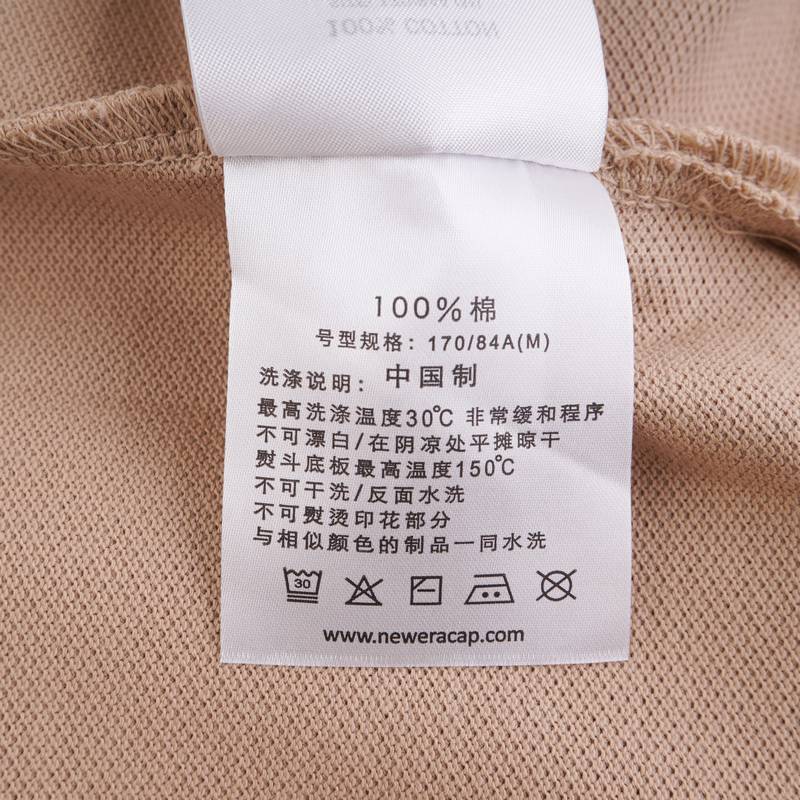 100% COTTON
100%棉
号型规格：170/84A(M)
洗涤说明：中国制
最高洗涤温度30℃ 非常缓和程序
不可漂白/在阴凉处平摊晾干
熨斗底板最高温度150℃
不可干洗/反面水洗
不可熨烫印花部分
与相似颜色的制品一同水洗
30
www.neweracap.com